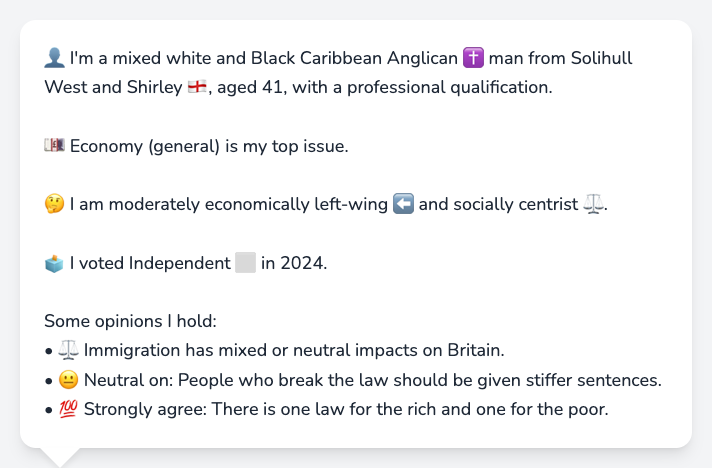 👤 I'm a mixed white and Black Caribbean Anglican ✝️ man from Solihull
West and Shirley 🏴󠁧󠁢󠁥󠁮󠁧󠁿, aged 41, with a professional qualification.
💷 Economy (general) is my top issue.
🤔 I am moderately economically left-wing ⬅️ and socially centrist ⚖️.
🗳️ I voted Independent ⬜ in 2024.
Some opinions I hold:
• ⚖️ Immigration has mixed or neutral impacts on Britain.
• 😐 Neutral on: People who break the law should be given stiffer sentences.
• 💯 Strongly agree: There is one law for the rich and one for the poor.